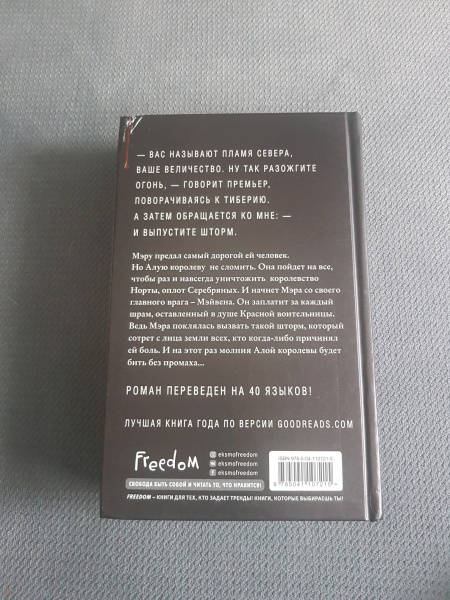 — ВАС НАЗЫВАЮТ ПЛАМЯ СЕВЕРА,
ВАШЕ ВЕЛИЧЕСТВО. НУ ТАК РАЗОЖГИТЕ
ОГОНЬ, — ГОВОРИТ ПРЕМЬЕР,
ПОВОРАЧИВАЯСЬ К ТИБЕРИЮ.
А ЗАТЕМ ОБРАЩАЕТСЯ КО МНЕ: —
И ВЫПУСТИТЕ ШТОРМ.
Мэру предал самый дорогой ей человек.
Но Алую королеву не сломить. Она пойдет на все,
чтобы раз и навсегда уничтожить королевство
Норты, оплот Серебряных. И начнет Мэра со своего
главного врага – Мэйвена. Он заплатит за каждый
шрам, оставленный в душе Красной воительницы.
Ведь Мэра поклялась вызвать такой шторм, который
сотрет с лица земли всех, кто когда-либо причинял
ей боль. И на этот раз молния Алой королевы будет
бить без промаха...
РОМАН ПЕРЕВЕДЕН НА 40 ЯЗЫКОВ!
ЛУЧШАЯ КНИГА ГОДА ПО ВЕРСИИ GOODREADS.COM
Freedom
eksmofreedom
eksmofreedom
eksmofreedom
СВОБОДА БЫТЬ СОБОЙ И ЧИТАТЬ ТО, ЧТО НРАВИТСЯ!
FREEDOM – КНИГИ ДЛЯ ТЕХ, КТО ЗАДАЕТ ТРЕНДЫ! КНИГИ, КОТОРЫЕ ВЫБИРАЕШЬ ТЫ!
9 785041 107215 >